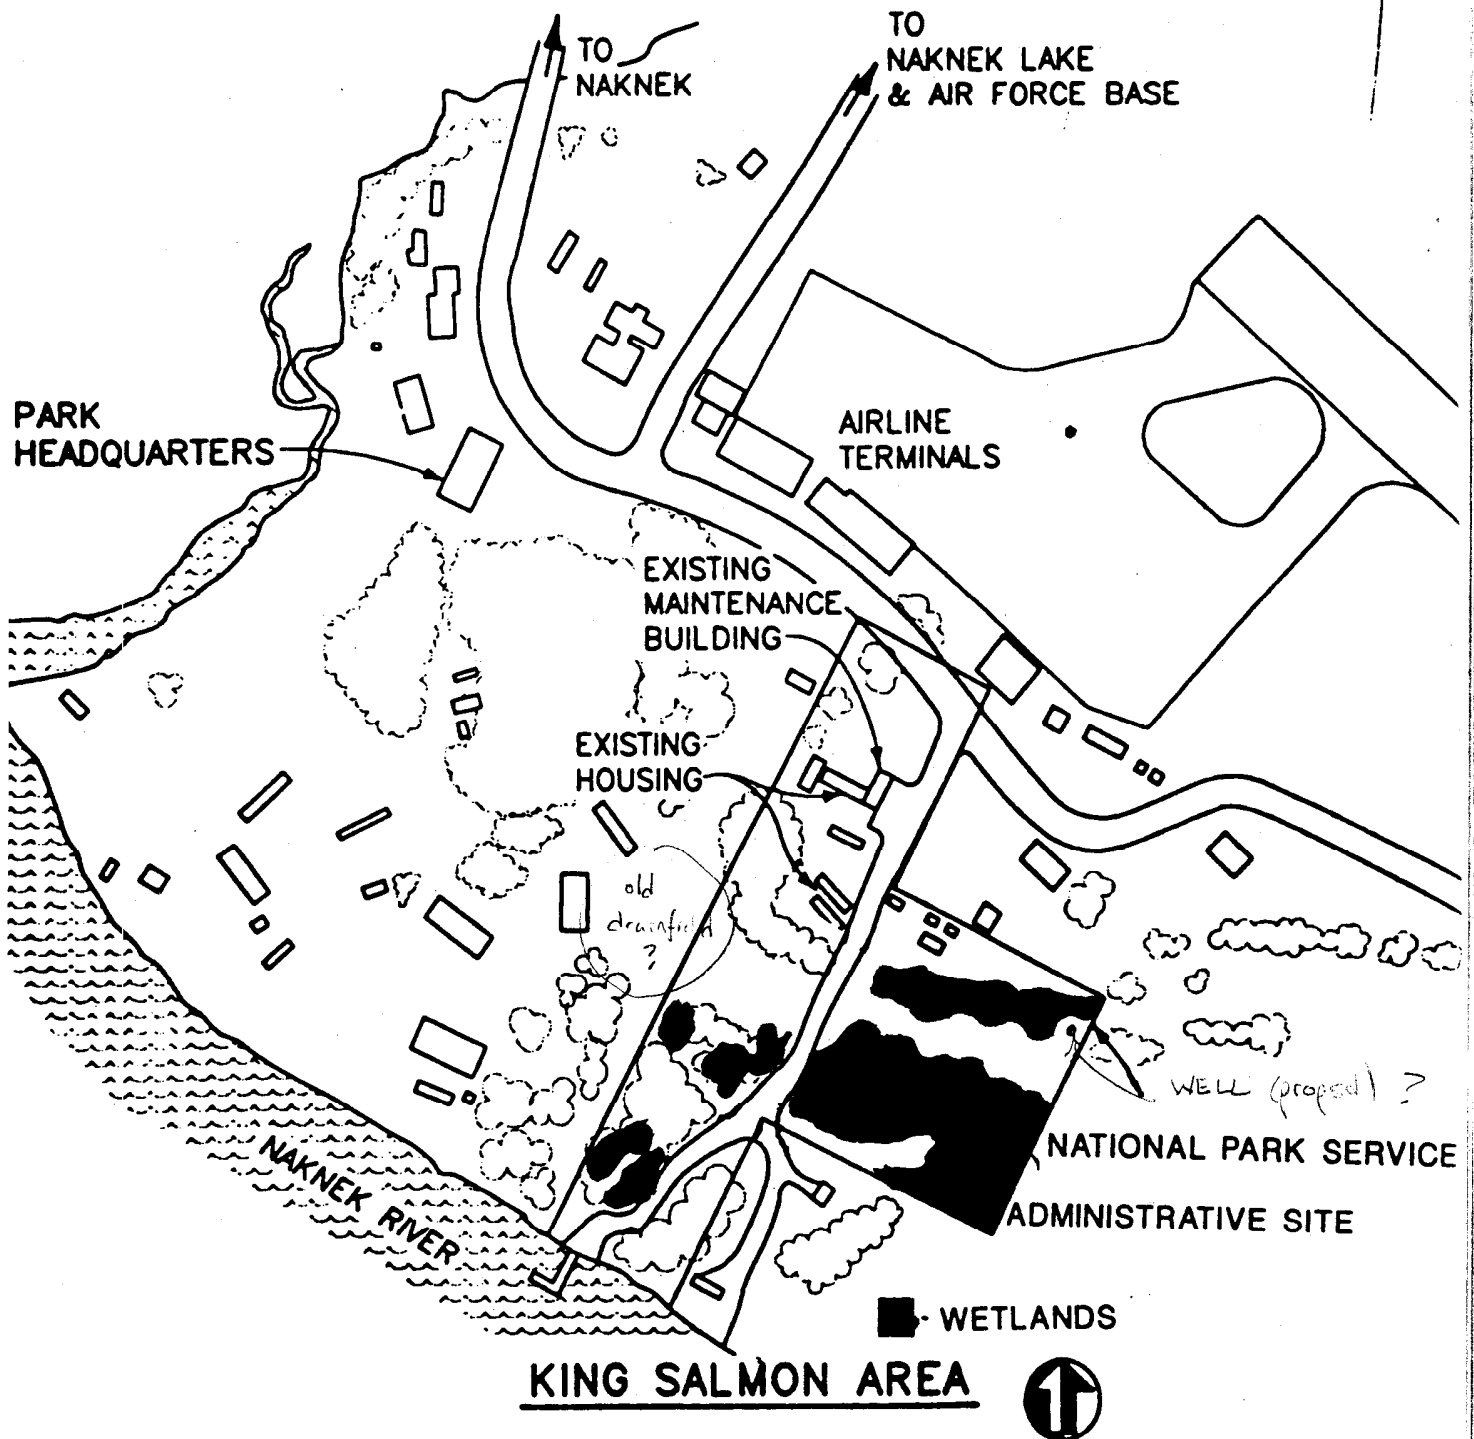 TO
NAKNEK
TO
NAKNEK LAKE
& AIR FORCE BASE
PARK
HEADQUARTERS
AIRLINE
TERMINALS
EXISTING
MAINTENANCE
BUILDING
EXISTING
HOUSING
old
drainfield
?
WELL ?
NATIONAL PARK SERVICE
ADMINISTRATIVE SITE
NAKNEK RIVER
WETLANDS
KING SALMON AREA